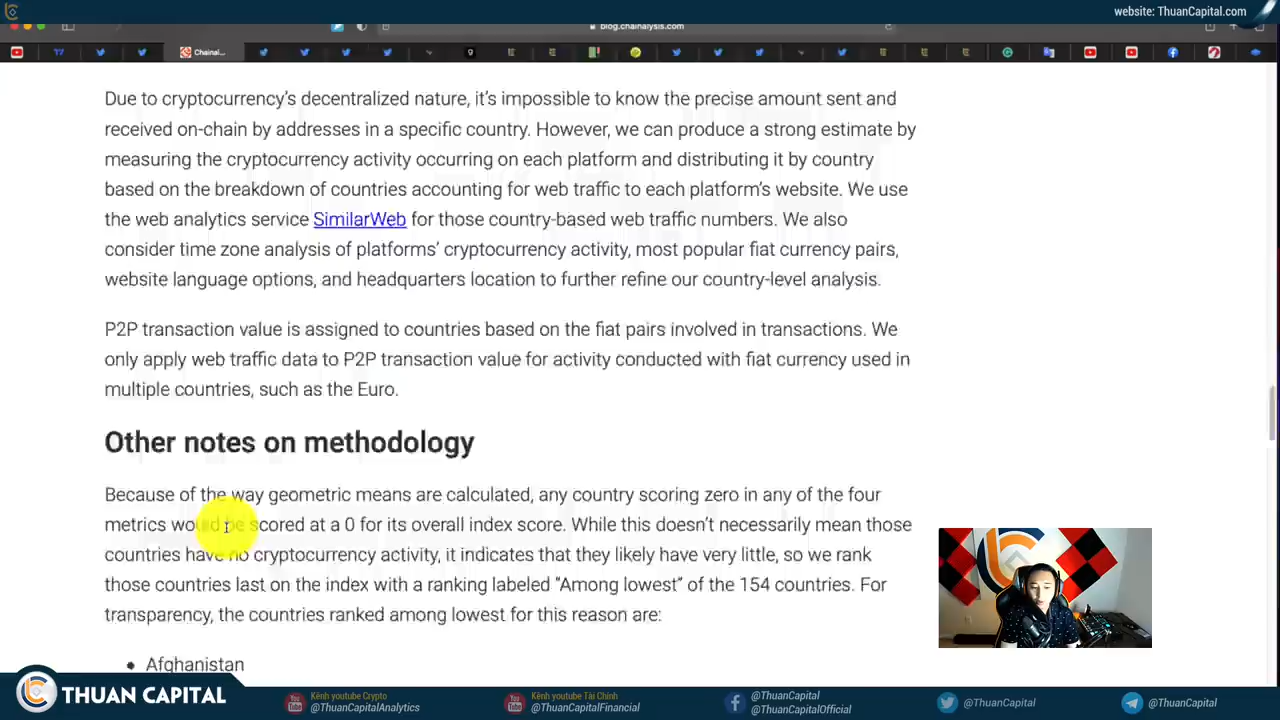 website: ThuanCapital.com
blog.chainalysis.com
Chainal...
Due to cryptocurrency's decentralized nature, it's impossible to know the precise amount sent and
received on-chain by addresses in a specific country. However, we can produce a strong estimate by
measuring the cryptocurrency activity occurring on each platform and distributing it by country
based on the breakdown of countries accounting for web traffic to each platform's website. We use
the web analytics service SimilarWeb for those country-based web traffic numbers. We also
consider time zone analysis of platforms' cryptocurrency activity, most popular fiat currency pairs,
website language options, and headquarters location to further refine our country-level analysis.
P2P transaction value is assigned to countries based on the fiat pairs involved in transactions. We
only apply web traffic data to P2P transaction value for activity conducted with fiat currency used in
multiple countries, such as the Euro.
Other notes on methodology
Because of the way geometric means are calculated, any country scoring zero in any of the four
metrics would be scored at a 0 for its overall index score. While this doesn't necessarily mean those
countries have no cryptocurrency activity, it indicates that they likely have very little, so we rank
those countries last on the index with a ranking labeled “Among lowest” of the 154 countries. For
transparency, the countries ranked among lowest for this reason are:
• Afghanistan
THUAN CAPITAL
Kênh youtube Crypto
@ThuanCapitalAnalytics
Kênh youtube Tài Chính
@ThuanCapitalFinancial
@ThuanCapital
@ThuanCapitalOfficial
@ThuanCapital
@ThuanCapital